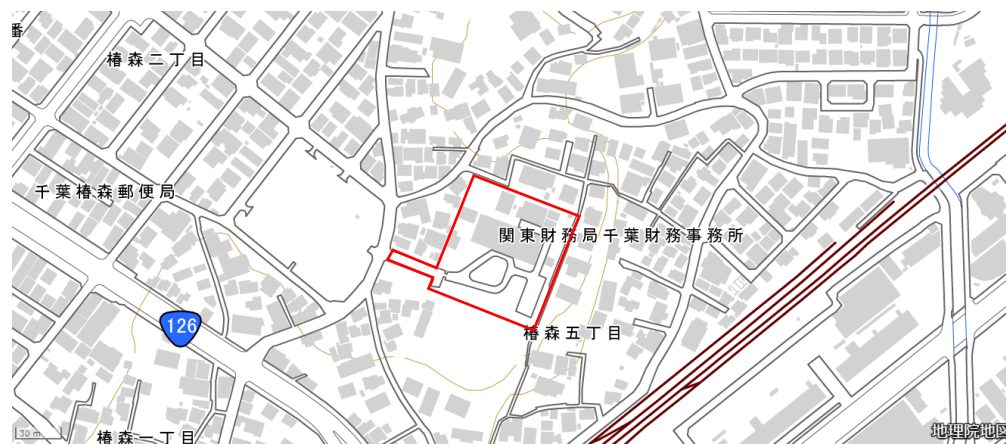 番
椿森二丁目
千葉椿森郵便局
関東財務局千葉財務事務所
126
椿森五丁目
椿森一丁目
30 m
地理院地図